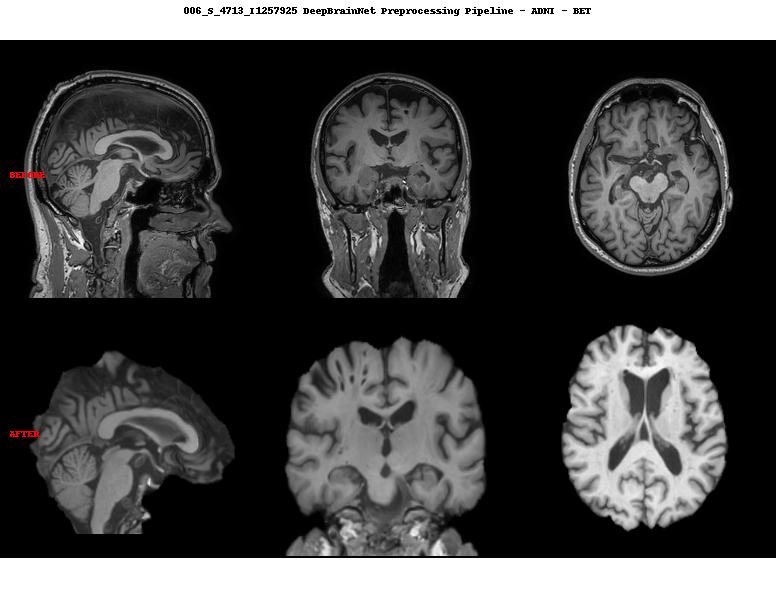 006_S_4713_I1257925 DeepBrainNet Preprocessing Pipeline - ADNI - BET
BEFORE
AFTER